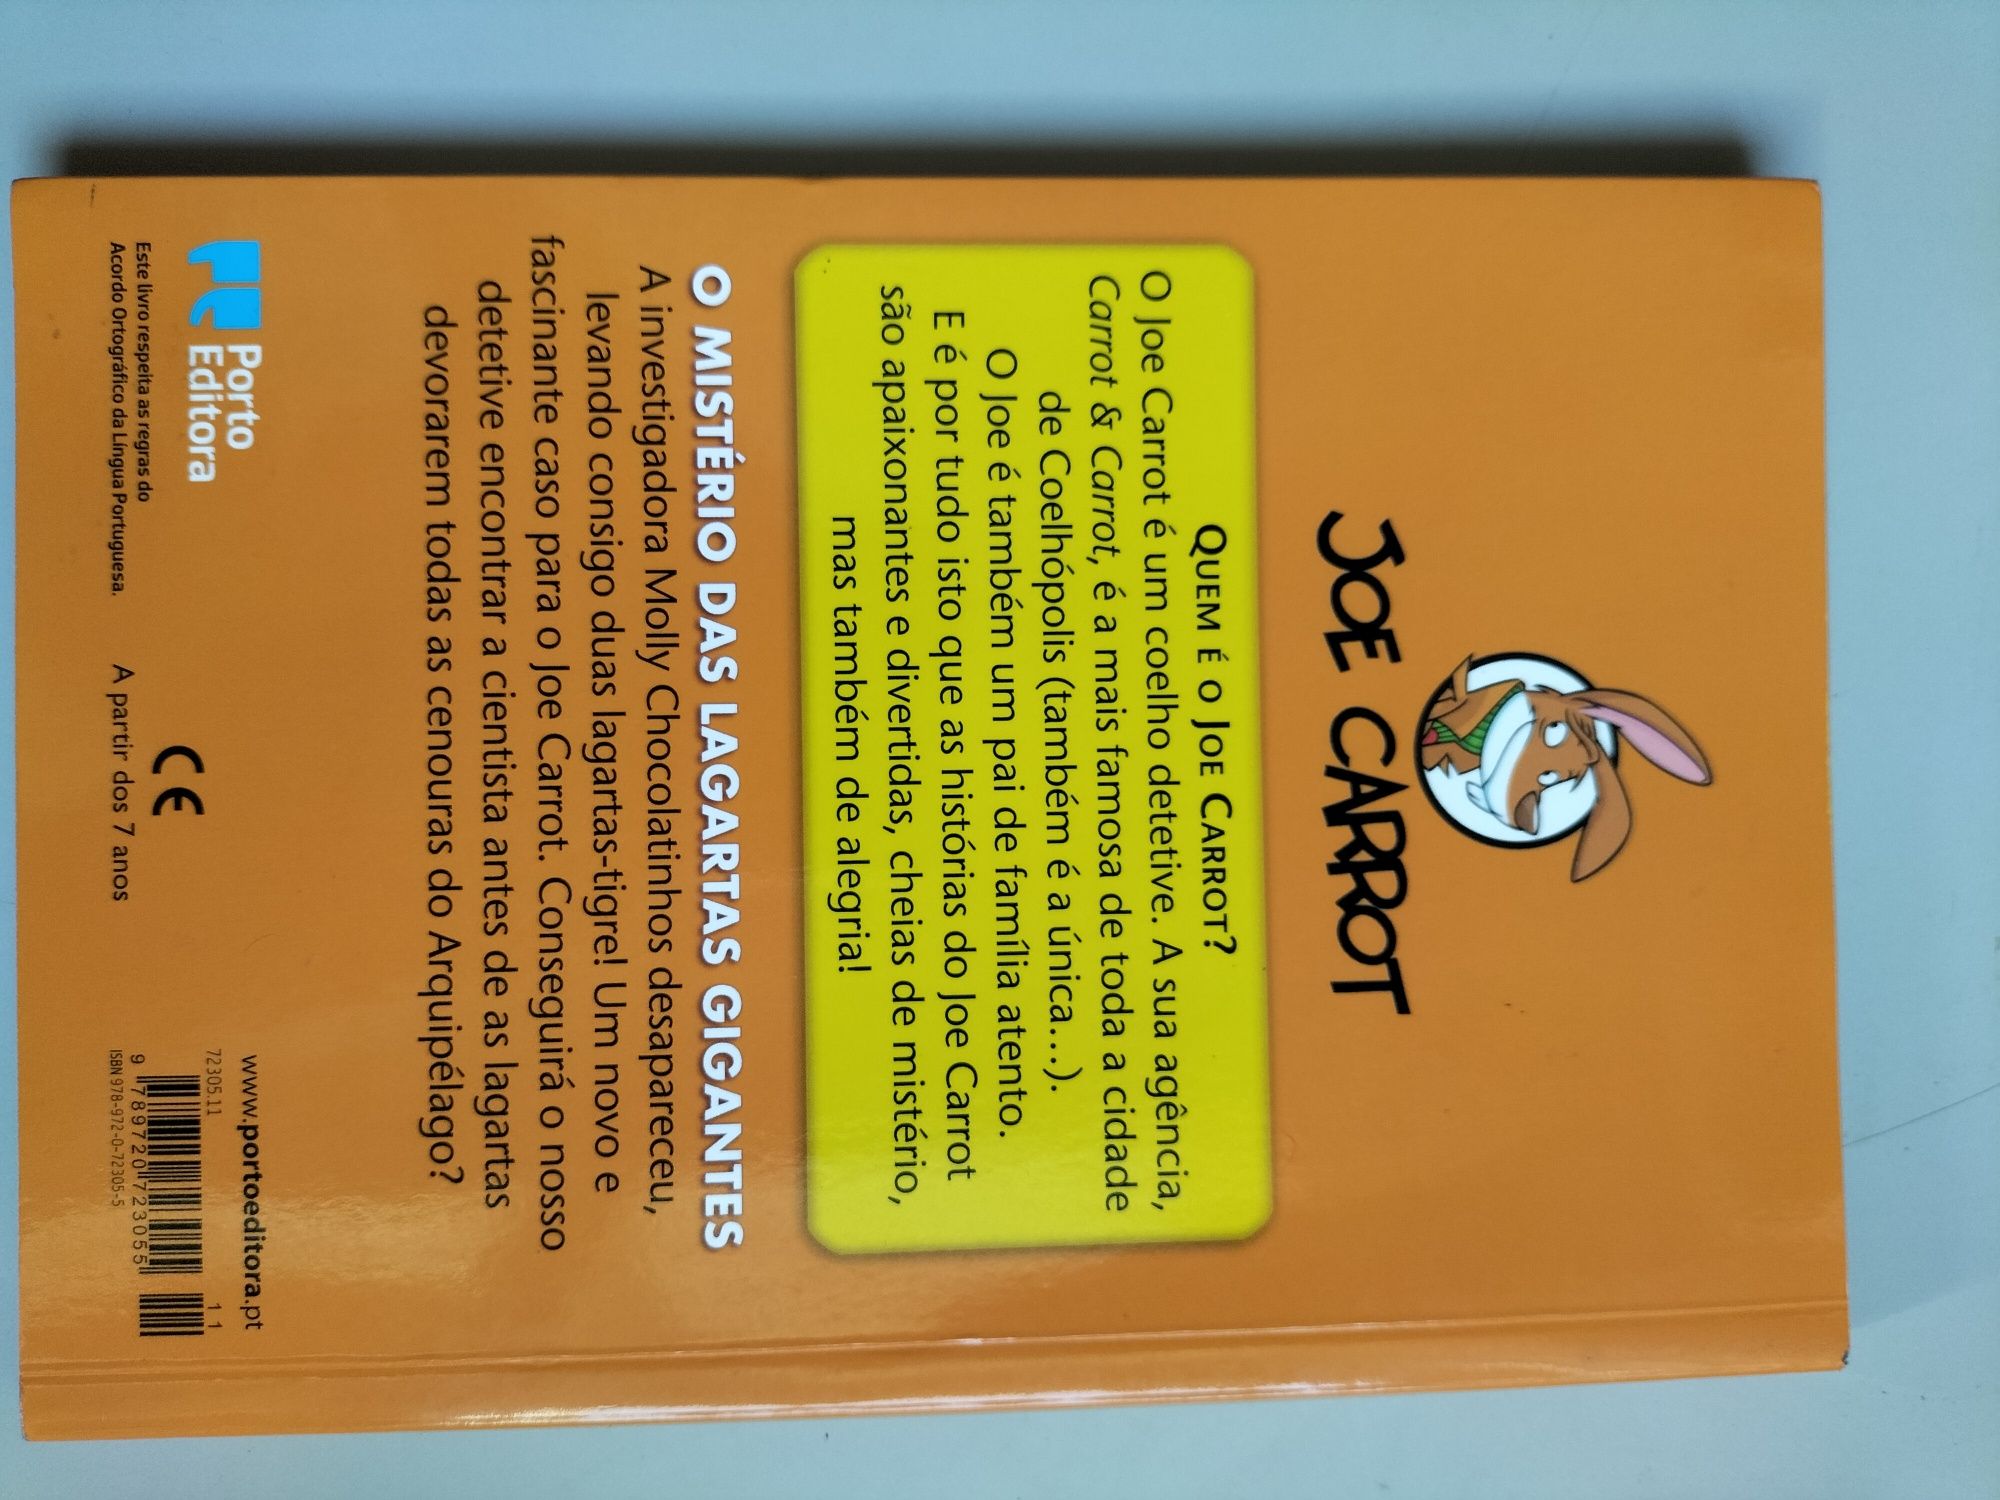 JOE CARROT
QUEM É O JOE CARROT?
O Joe Carrot é um coelho detetive. A sua agência,
Carrot & Carrot, é a mais famosa de toda a cidade
de Coelhópolis (também é a única...).
O Joe é também um pai de família atento.
E é por tudo isto que as histórias do Joe Carrot
são apaixonantes e divertidas, cheias de mistério,
mas também de alegria!
O MISTÉRIO DAS LAGARTAS GIGANTES
A investigadora Molly Chocolatinhos desapareceu,
levando consigo duas lagartas-tigre! Um novo e
fascinante caso para o Joe Carrot. Conseguirá o nosso
detetive encontrar a cientista antes de as lagartas
devorarem todas as cenouras do Arquipélago?
Porto
Editora
Este livro respeita as regras do
Acordo Ortográfico da Língua Portuguesa.
CE
A partir dos 7 anos
www.portoeditora.pt
72305.11
11
9 789720 723055
ISBN 978-972-0-72305-5